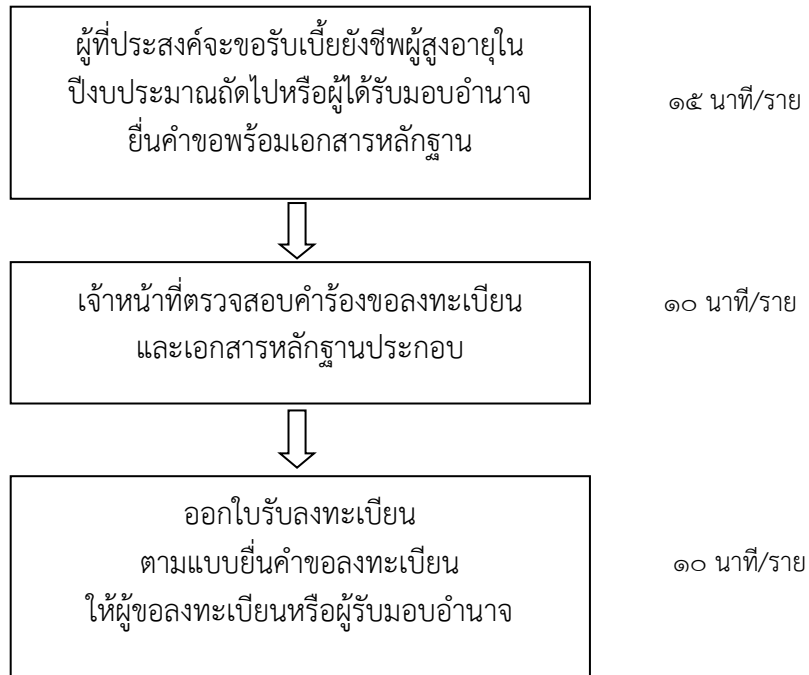 ผู้ที่ประสงค์จะขอรับเบี้ยยังชีพผู้สูงอายุใน
ปีงบประมาณถัดไปหรือผู้ได้รับมอบอำนาจ
ยื่นคำขอพร้อมเอกสารหลักฐาน
๑๕ นาที/ราย
เจ้าหน้าที่ตรวจสอบคำร้องขอลงทะเบียน
และเอกสารหลักฐานประกอบ
๑๐ นาที/ราย
ออกใบรับลงทะเบียน
ตามแบบยื่นคำขอลงทะเบียน
ให้ผู้ขอลงทะเบียนหรือผู้รับมอบอำนาจ
๑๐ นาที/ราย